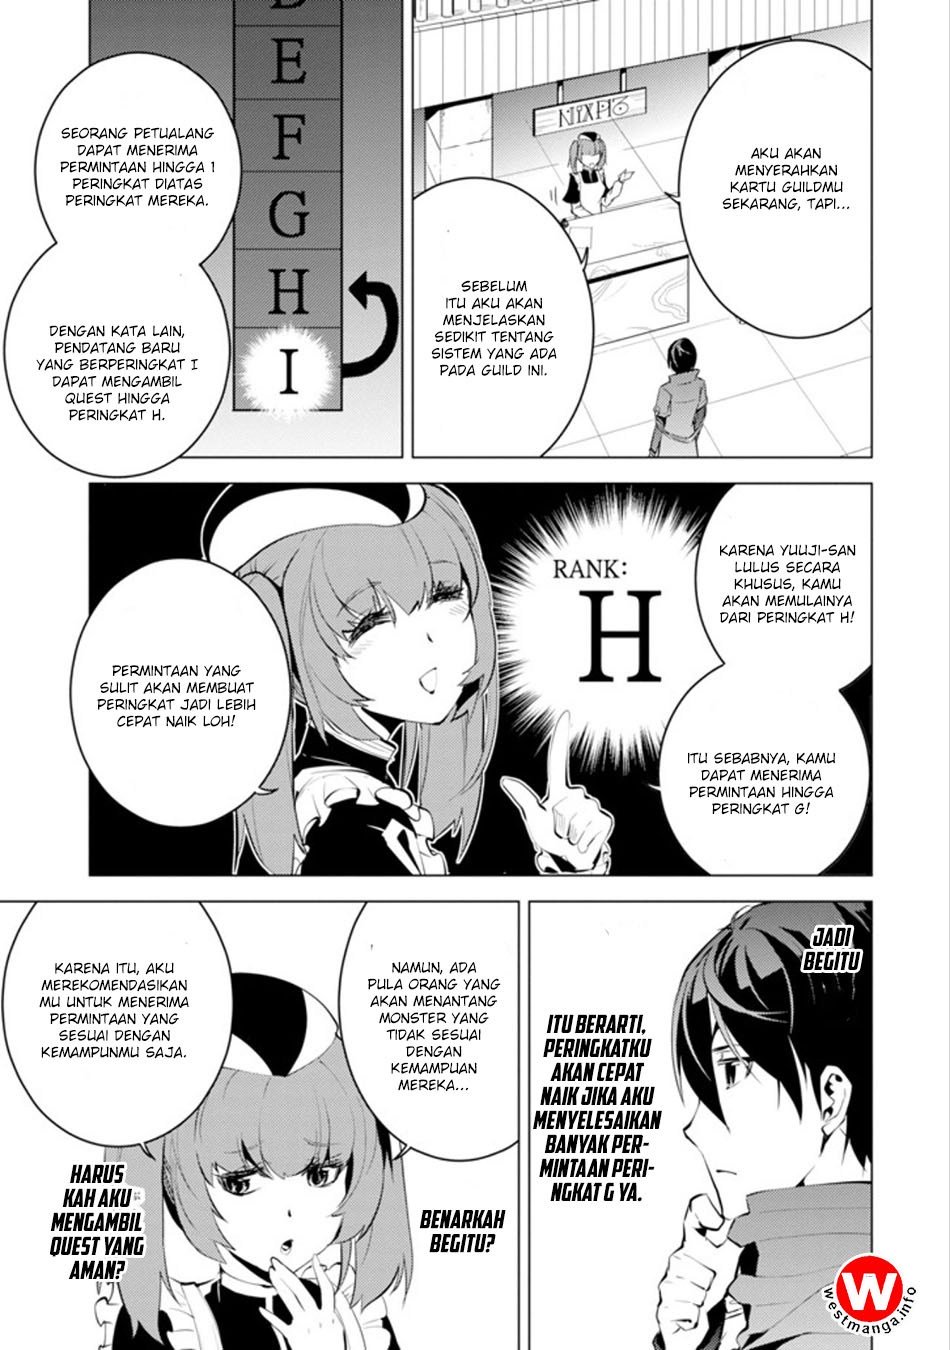 AKU AKAN
MENYERAHKAN
KARTU GUILDMU
SEKARANG, TAPI...
SEBELUM
ITU AKU AKAN
MENJELASKAN
SEDIKIT TENTANG
SISTEM YANG ADA
PADA GUILD INI.
SEORANG PETUALANG
DAPAT MENERIMA
PERMINTAAN HINGGA 1
PERINGKAT DIATAS
PERINGKAT MEREKA.
D
E
F
G
H
I
DENGAN KATA LAIN,
PENDATANG BARU
YANG BERPERINGKAT I
DAPAT MENGAMBIL
QUEST HINGGA
PERINGKAT H.
KARENA YUUJI-SAN
LULUS SECARA
KHUSUS, KAMU
AKAN MEMULAINYA
DARI PERINGKAT H!
RANK:
H
ITU SEBABNYA, KAMU
DAPAT MENERIMA
PERMINTAAN HINGGA
PERINGKAT G!
PERMINTAAN YANG
SULIT AKAN MEMBUAT
PERINGKAT JADI LEBIH
CEPAT NAIK LOH!
JADI
BEGITU
ITU BERARTI,
PERINGKATKU
AKAN CEPAT
NAIK JIKA AKU
MENYELESAIKAN
BANYAK PER-
MINTAAN PERI-
NGKAT G YA.
NAMUN, ADA
PULA ORANG YANG
AKAN MENANTANG
MONSTER YANG
TIDAK SESUAI
DENGAN
KEMAMPUAN
MEREKA...
BENARKAH
BEGITU?
KARENA ITU, AKU
MEREKOMENDASIKAN
MU UNTUK MENERIMA
PERMINTAAN YANG
SESUAI DENGAN
KEMAMPUNMU SAJA.
HARUS
KAH AKU
MENGAMBIL
QUEST YANG
AMAN?
W
westmanga.info